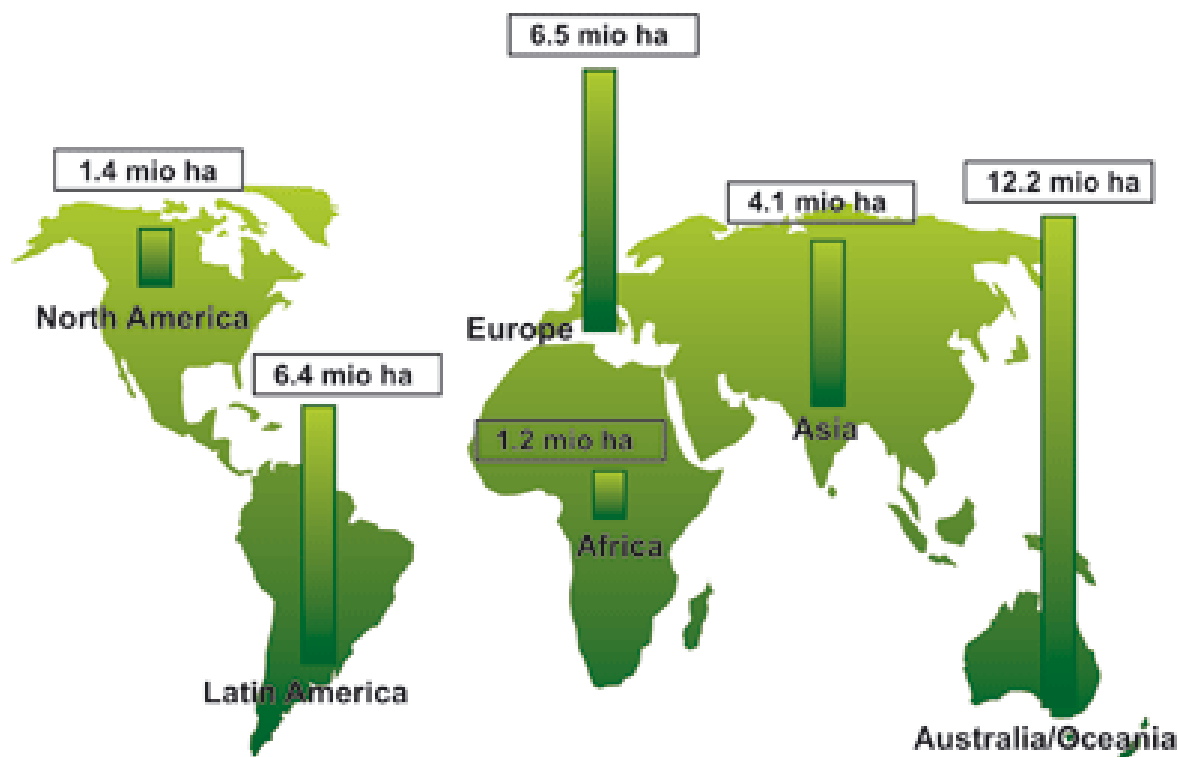 6.5 mio ha
1.4 mio ha
12.2 mio ha
4.1 mio ha
North America
Europe
6.4 mio ha
Asia
1.2 mio ha
Africa
Latin America
Australia/Oceania